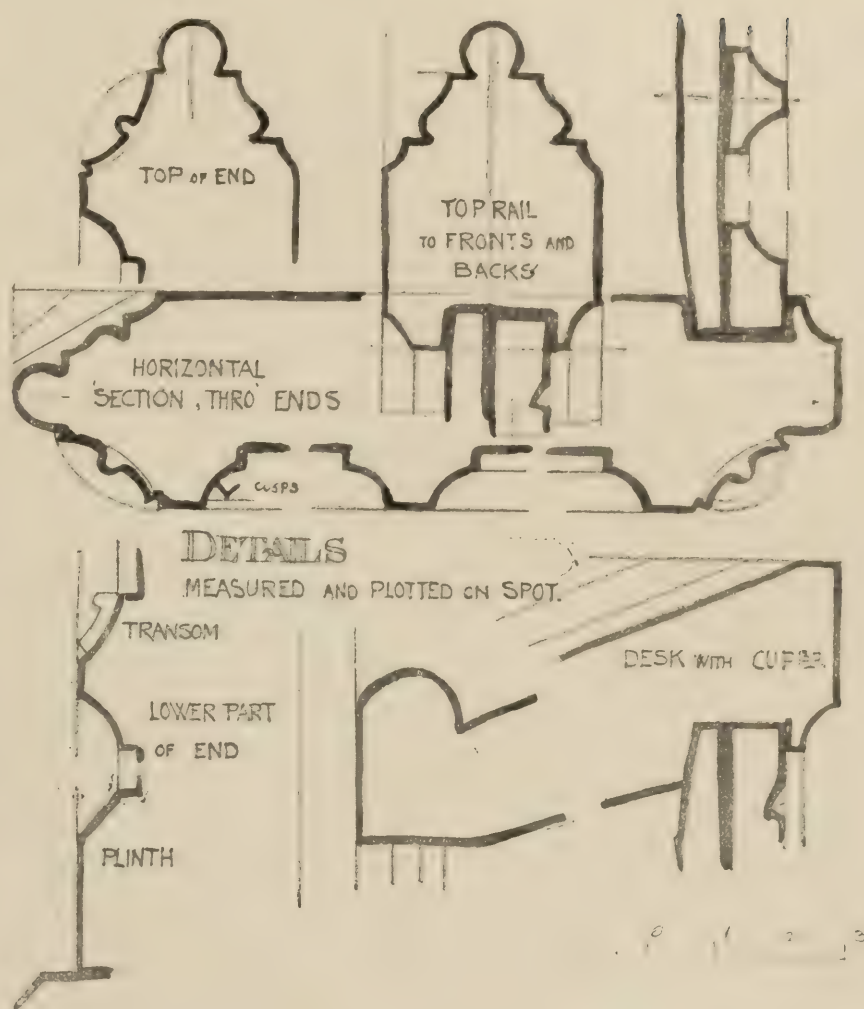 TOP OF END
TOP RAIL
TO FRONTS AND
BACKS
HORIZONTAL
SECTION, THRO' ENDS
CUSPS
DETAILS
MEASURED AND PLOTTED ON SPOT.
TRANSOM
DESK WITH
LOWER PART
OF END
PLINTH
0 1 2 3